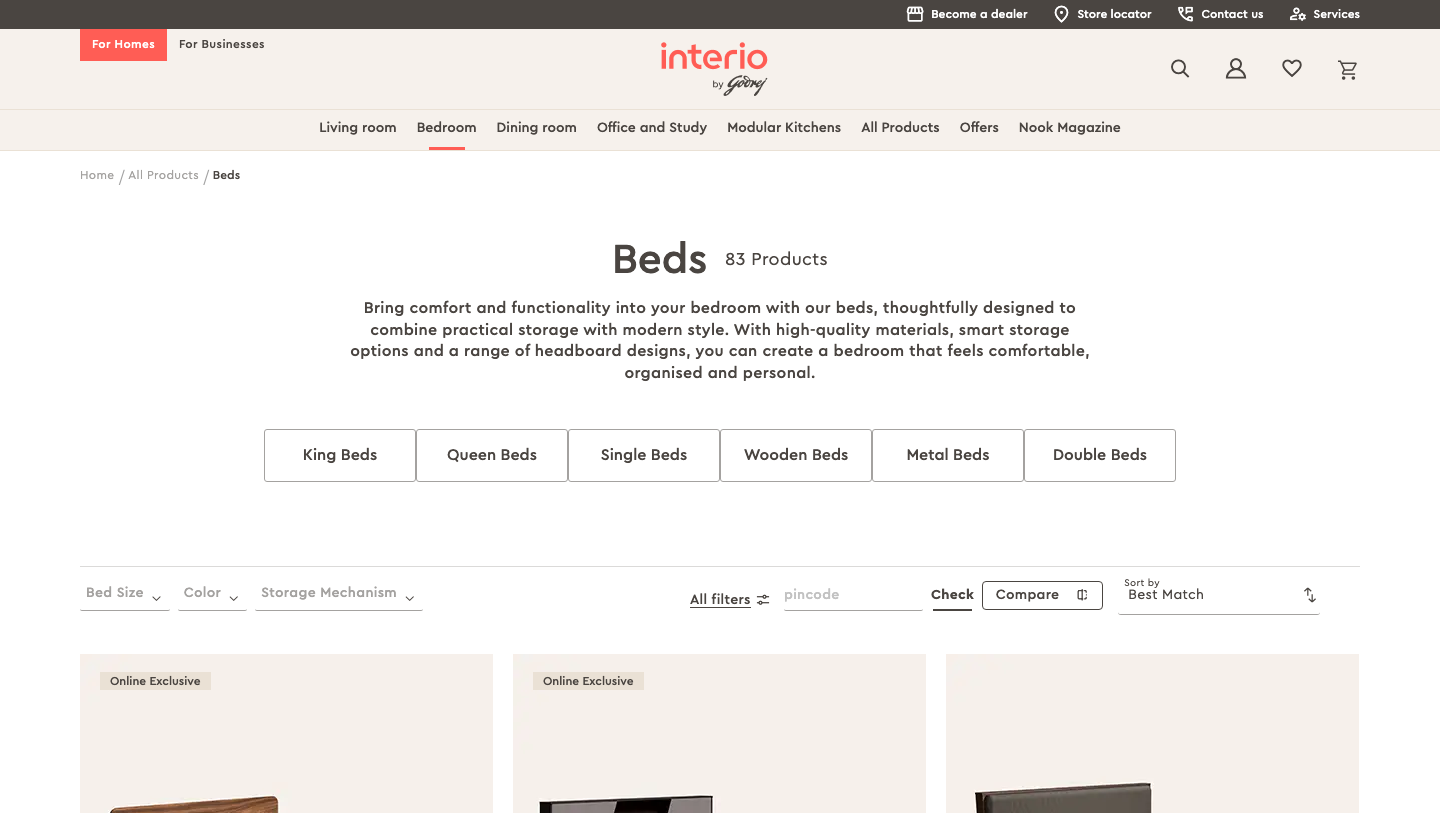 Become a dealer
Store locator
Contact us
Services
For Homes
For Businesses
interio
by Godrej
Living room
Bedroom
Dining room
Office and Study
Modular Kitchens
All Products
Offers
Nook Magazine
Home / All Products / Beds
Beds 83 Products
Bring comfort and functionality into your bedroom with our beds, thoughtfully designed to
combine practical storage with modern style. With high-quality materials, smart storage
options and a range of headboard designs, you can create a bedroom that feels comfortable,
organised and personal.
King Beds
Queen Beds
Single Beds
Wooden Beds
Metal Beds
Double Beds
Bed Size
Color
Storage Mechanism
All filters
pincode
Check
Compare
Sort by
Best Match
Online Exclusive
Online Exclusive